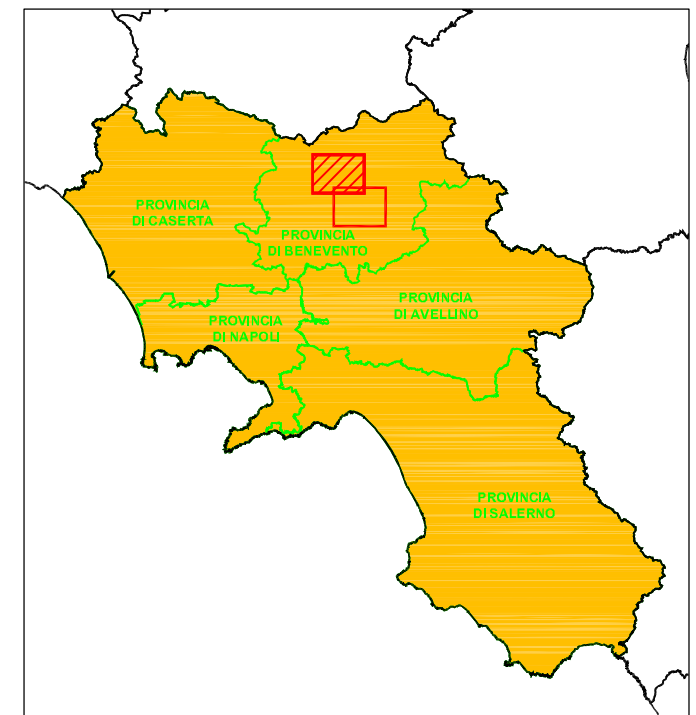 PROVINCIA
DI CASERTA
PROVINCIA
DI BENEVENTO
PROVINCIA
DI AVELLINO
PROVINCIA
DI NAPOLI
PROVINCIA
DI SALERNO